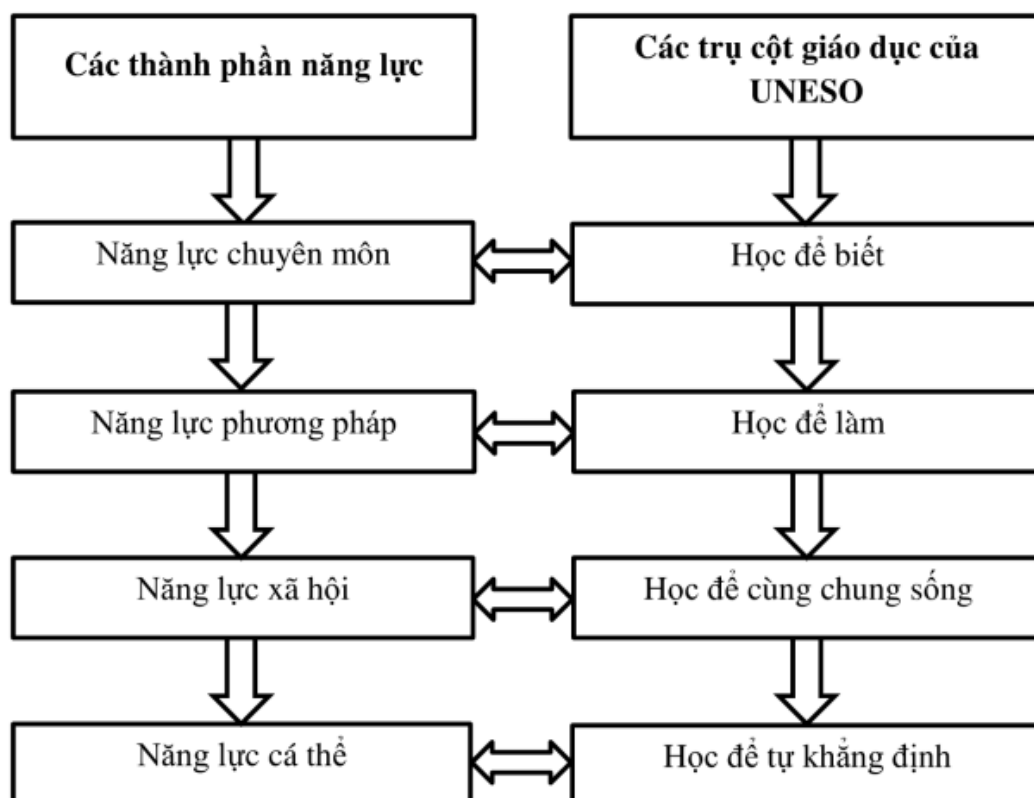 Các thành phần năng lực
Các trụ cột giáo dục của
UNESO
Năng lực chuyên môn
Học để biết
Năng lực phương pháp
Học để làm
Năng lực xã hội
Học để cùng chung sống
Năng lực cá thể
Học để tự khẳng định